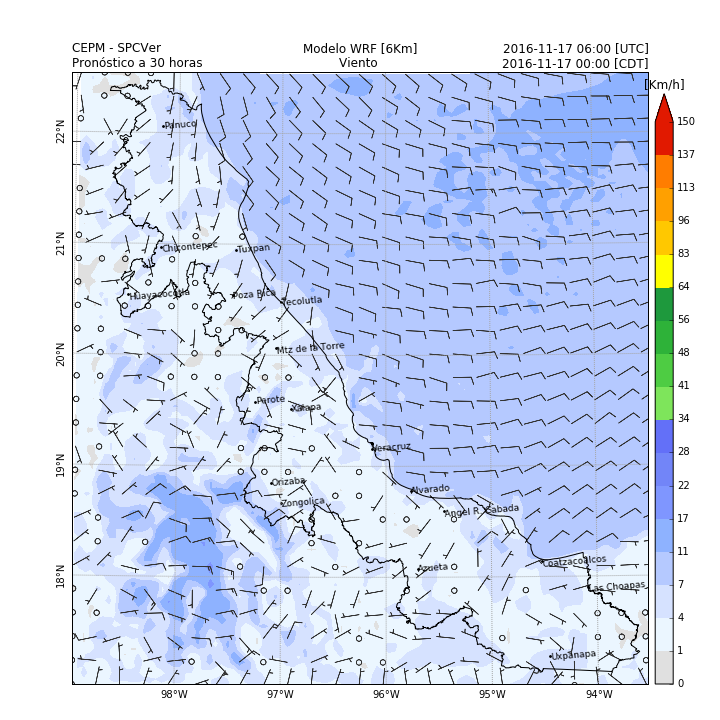 CEPM - SPCVer Modelo WRF [6Km] 2016-11-17 06:00 [UTC]
Pronóstico a 30 horas Viento 2016-11-17 00:00 [CDT]
[Km/h]
150
137
113
96
83
64
56
48
41
34
28
22
17
11
7
4
1
0
22°N
21°N
20°N
19°N
18°N
Panuco
Chicontepec
Tuxpan
Huayacocotla
Poza Rica
Tecolutla
Mtz de la Torre
Perote
Xalapa
Veracruz
Orizaba
Zongolica
Alvarado
Angel R. Cabada
Azueta
Coatzacoalcos
Las Choapas
Uxpanapa
98°W 97°W 96°W 95°W 94°W